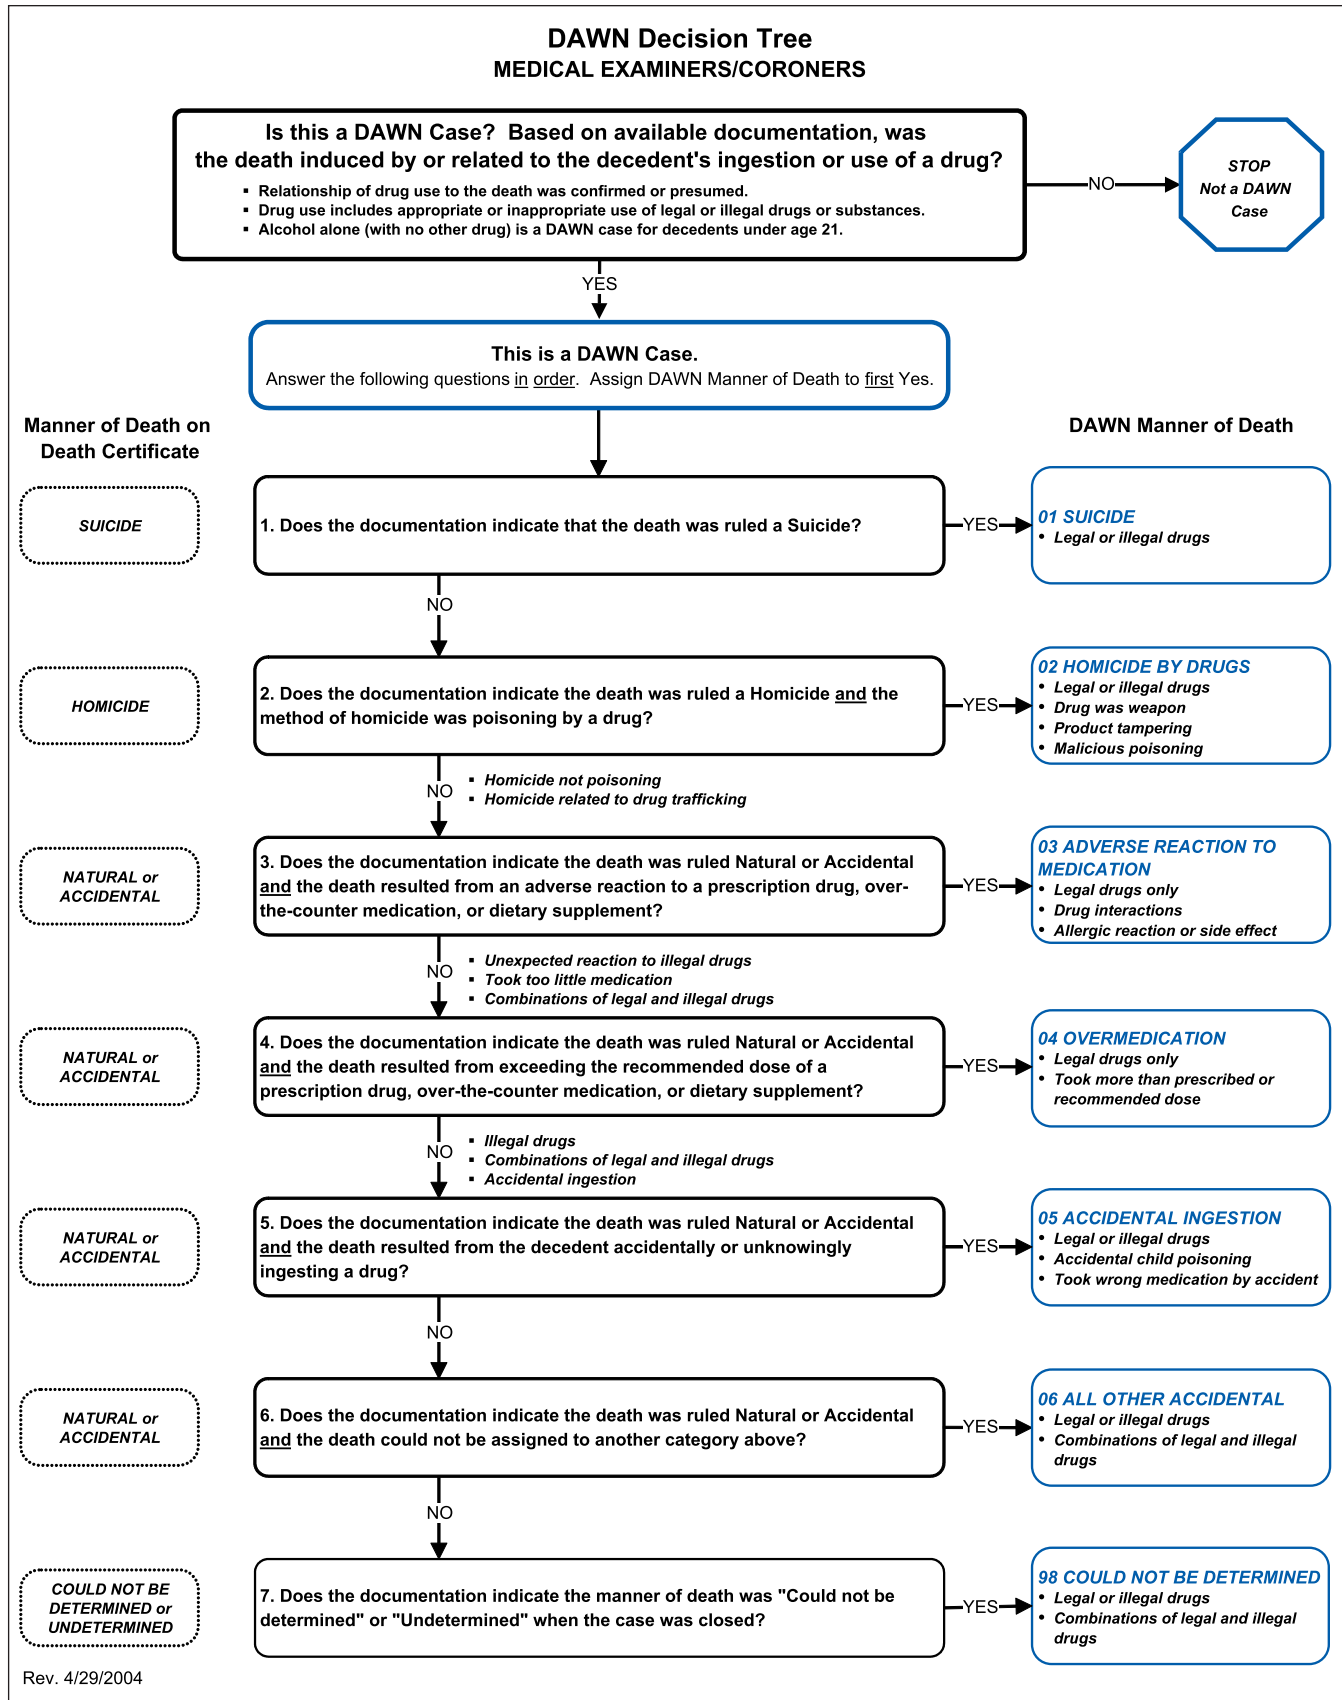 DAWN Decision Tree
MEDICAL EXAMINERS/CORONERS
Is this a DAWN Case?  Based on available documentation, was
the death induced by or related to the decedent's ingestion or use of a drug?
▪ Relationship of drug use to the death was confirmed or presumed.
▪ Drug use includes appropriate or inappropriate use of legal or illegal drugs or substances.
▪ Alcohol alone (with no other drug) is a DAWN case for decedents under age 21.
NO
STOP
Not a DAWN
Case
YES
This is a DAWN Case.
Answer the following questions in order.  Assign DAWN Manner of Death to first Yes.
Manner of Death on
Death Certificate
DAWN Manner of Death
SUICIDE
1. Does the documentation indicate that the death was ruled a Suicide?
YES
01 SUICIDE
• Legal or illegal drugs
NO
HOMICIDE
2. Does the documentation indicate the death was ruled a Homicide and the
method of homicide was poisoning by a drug?
YES
02 HOMICIDE BY DRUGS
• Legal or illegal drugs
• Drug was weapon
• Product tampering
• Malicious poisoning
NO
▪ Homicide not poisoning
▪ Homicide related to drug trafficking
NATURAL or
ACCIDENTAL
3. Does the documentation indicate the death was ruled Natural or Accidental
and the death resulted from an adverse reaction to a prescription drug, over-
the-counter medication, or dietary supplement?
YES
03 ADVERSE REACTION TO
MEDICATION
• Legal drugs only
• Drug interactions
• Allergic reaction or side effect
NO
▪ Unexpected reaction to illegal drugs
▪ Took too little medication
▪ Combinations of legal and illegal drugs
NATURAL or
ACCIDENTAL
4. Does the documentation indicate the death was ruled Natural or Accidental
and the death resulted from exceeding the recommended dose of a
prescription drug, over-the-counter medication, or dietary supplement?
YES
04 OVERMEDICATION
• Legal drugs only
• Took more than prescribed or
recommended dose
NO
▪ Illegal drugs
▪ Combinations of legal and illegal drugs
▪ Accidental ingestion
NATURAL or
ACCIDENTAL
5. Does the documentation indicate the death was ruled Natural or Accidental
and the death resulted from the decedent accidentally or unknowingly
ingesting a drug?
YES
05 ACCIDENTAL INGESTION
• Legal or illegal drugs
• Accidental child poisoning
• Took wrong medication by accident
NO
NATURAL or
ACCIDENTAL
6. Does the documentation indicate the death was ruled Natural or Accidental
and the death could not be assigned to another category above?
YES
06 ALL OTHER ACCIDENTAL
• Legal or illegal drugs
• Combinations of legal and illegal
drugs
NO
COULD NOT BE
DETERMINED or
UNDETERMINED
7. Does the documentation indicate the manner of death was "Could not be
determined" or "Undetermined" when the case was closed?
YES
98 COULD NOT BE DETERMINED
• Legal or illegal drugs
• Combinations of legal and illegal
drugs
Rev. 4/29/2004